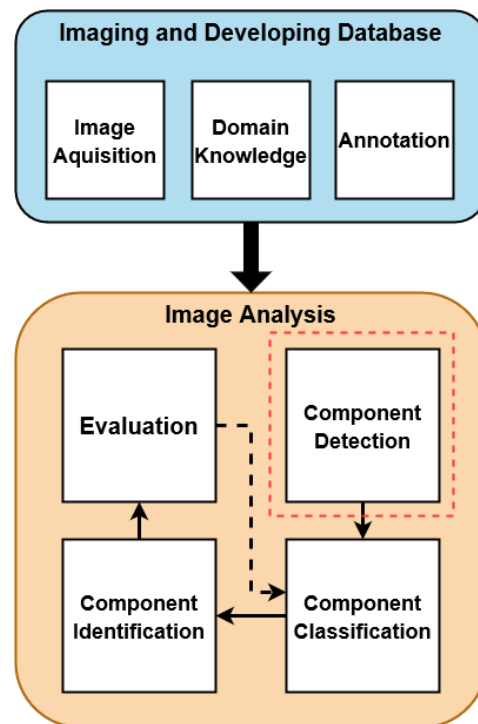 Imaging and Developing Database
Image
Aquisition
Domain
Knowledge
Annotation
Image Analysis
Evaluation
Component
Detection
Component
Identification
Component
Classification